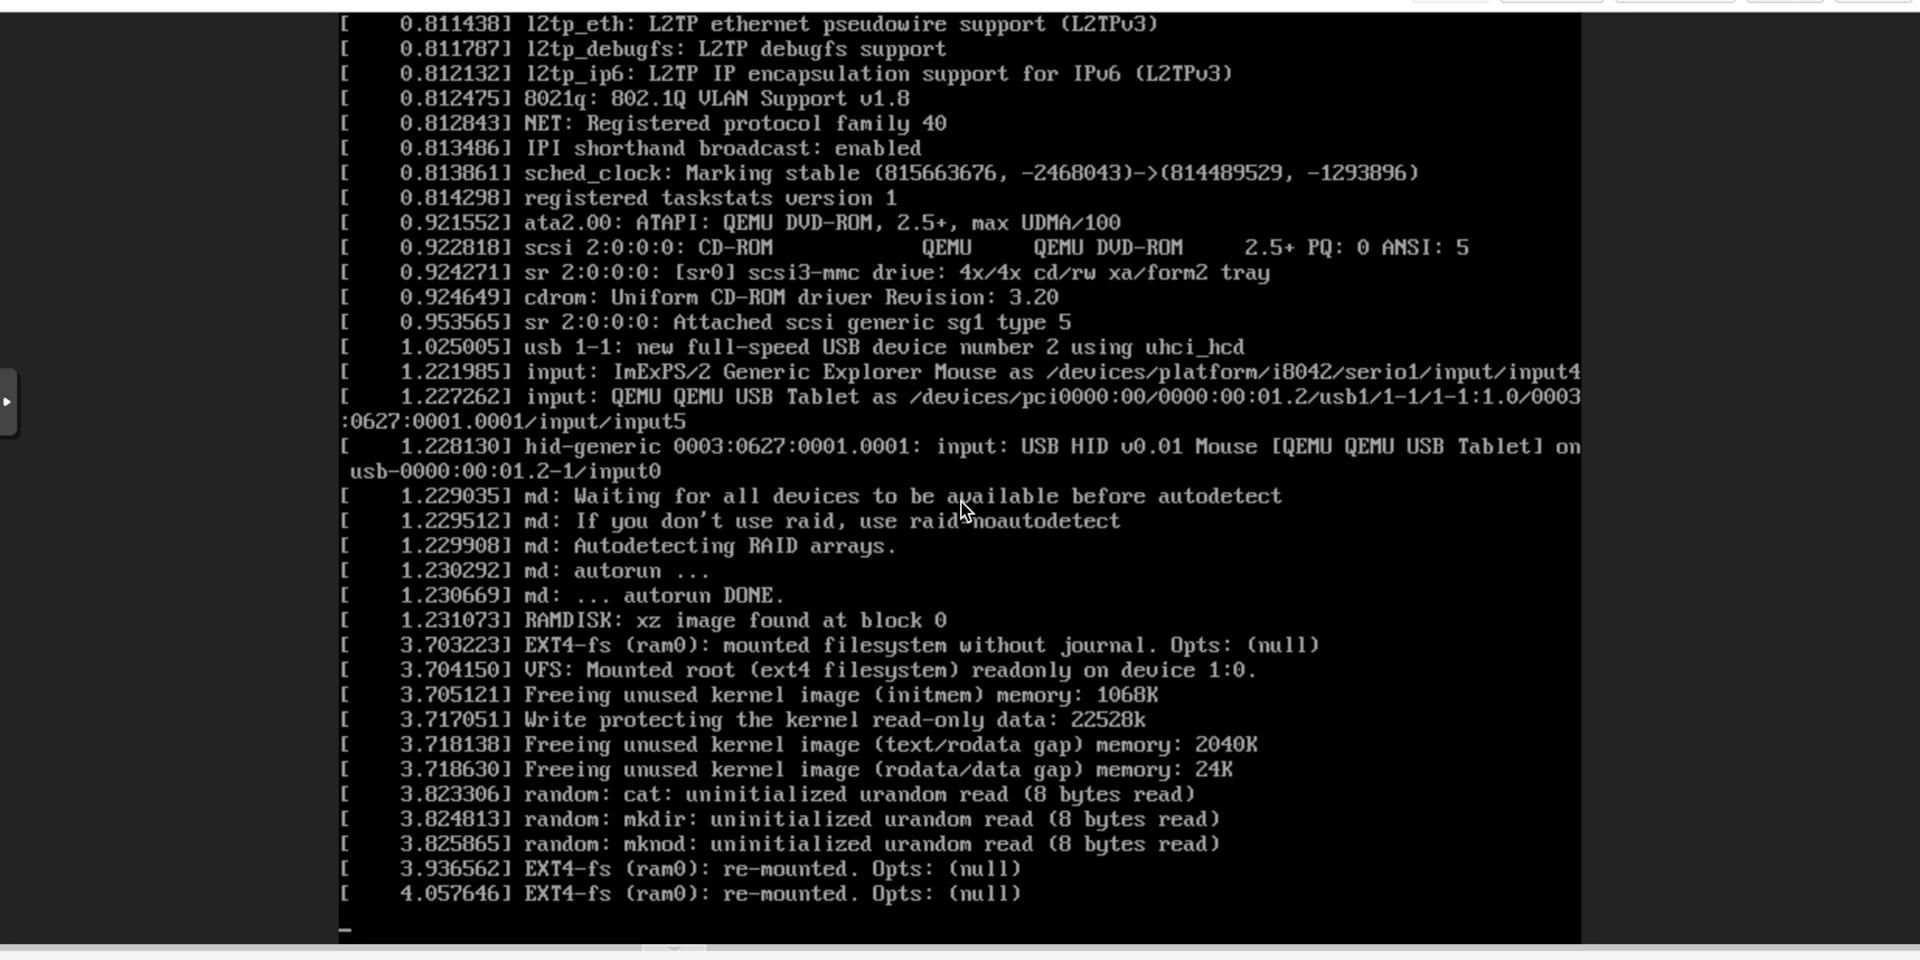 [    0.811438] l2tp_eth: L2TP ethernet pseudowire support (L2TPv3)
[    0.811787] l2tp_debugfs: L2TP debugfs support
[    0.812132] l2tp_ip6: L2TP IP encapsulation support for IPv6 (L2TPv3)
[    0.812475] 8021q: 802.1Q VLAN Support v1.8
[    0.812843] NET: Registered protocol family 40
[    0.813486] IPI shorthand broadcast: enabled
[    0.813861] sched_clock: Marking stable (815663676, -2468043)->(814489529, -1293896)
[    0.814298] registered taskstats version 1
[    0.921552] ata2.00: ATAPI: QEMU DVD-ROM, 2.5+, max UDMA/100
[    0.922818] scsi 2:0:0:0: CD-ROM            QEMU     QEMU DVD-ROM     2.5+ PQ: 0 ANSI: 5
[    0.924271] sr 2:0:0:0: [sr0] scsi3-mmc drive: 4x/4x cd/rw xa/form2 tray
[    0.924649] cdrom: Uniform CD-ROM driver Revision: 3.20
[    0.953565] sr 2:0:0:0: Attached scsi generic sg1 type 5
[    1.025005] usb 1-1: new full-speed USB device number 2 using uhci_hcd
[    1.221985] input: ImExPS/2 Generic Explorer Mouse as /devices/platform/i8042/serio1/input/input4
[    1.227262] input: QEMU QEMU USB Tablet as /devices/pci0000:00/0000:00:01.2/usb1/1-1/1-1:1.0/0003
:0627:0001.0001/input/input5
[    1.228130] hid-generic 0003:0627:0001.0001: input: USB HID v0.01 Mouse [QEMU QEMU USB Tablet] on
 usb-0000:00:01.2-1/input0
[    1.229035] md: Waiting for all devices to be available before autodetect
[    1.229512] md: If you don't use raid, use raid=noautodetect
[    1.229908] md: Autodetecting RAID arrays.
[    1.230292] md: autorun ...
[    1.230669] md: ... autorun DONE.
[    1.231073] RAMDISK: xz image found at block 0
[    3.703223] EXT4-fs (ram0): mounted filesystem without journal. Opts: (null)
[    3.704150] VFS: Mounted root (ext4 filesystem) readonly on device 1:0.
[    3.705121] Freeing unused kernel image (initmem) memory: 1068K
[    3.717051] Write protecting the kernel read-only data: 22528k
[    3.718138] Freeing unused kernel image (text/rodata gap) memory: 2040K
[    3.718630] Freeing unused kernel image (rodata/data gap) memory: 24K
[    3.823306] random: cat: uninitialized urandom read (8 bytes read)
[    3.824813] random: mkdir: uninitialized urandom read (8 bytes read)
[    3.825865] random: mknod: uninitialized urandom read (8 bytes read)
[    3.936562] EXT4-fs (ram0): re-mounted. Opts: (null)
[    4.057646] EXT4-fs (ram0): re-mounted. Opts: (null)